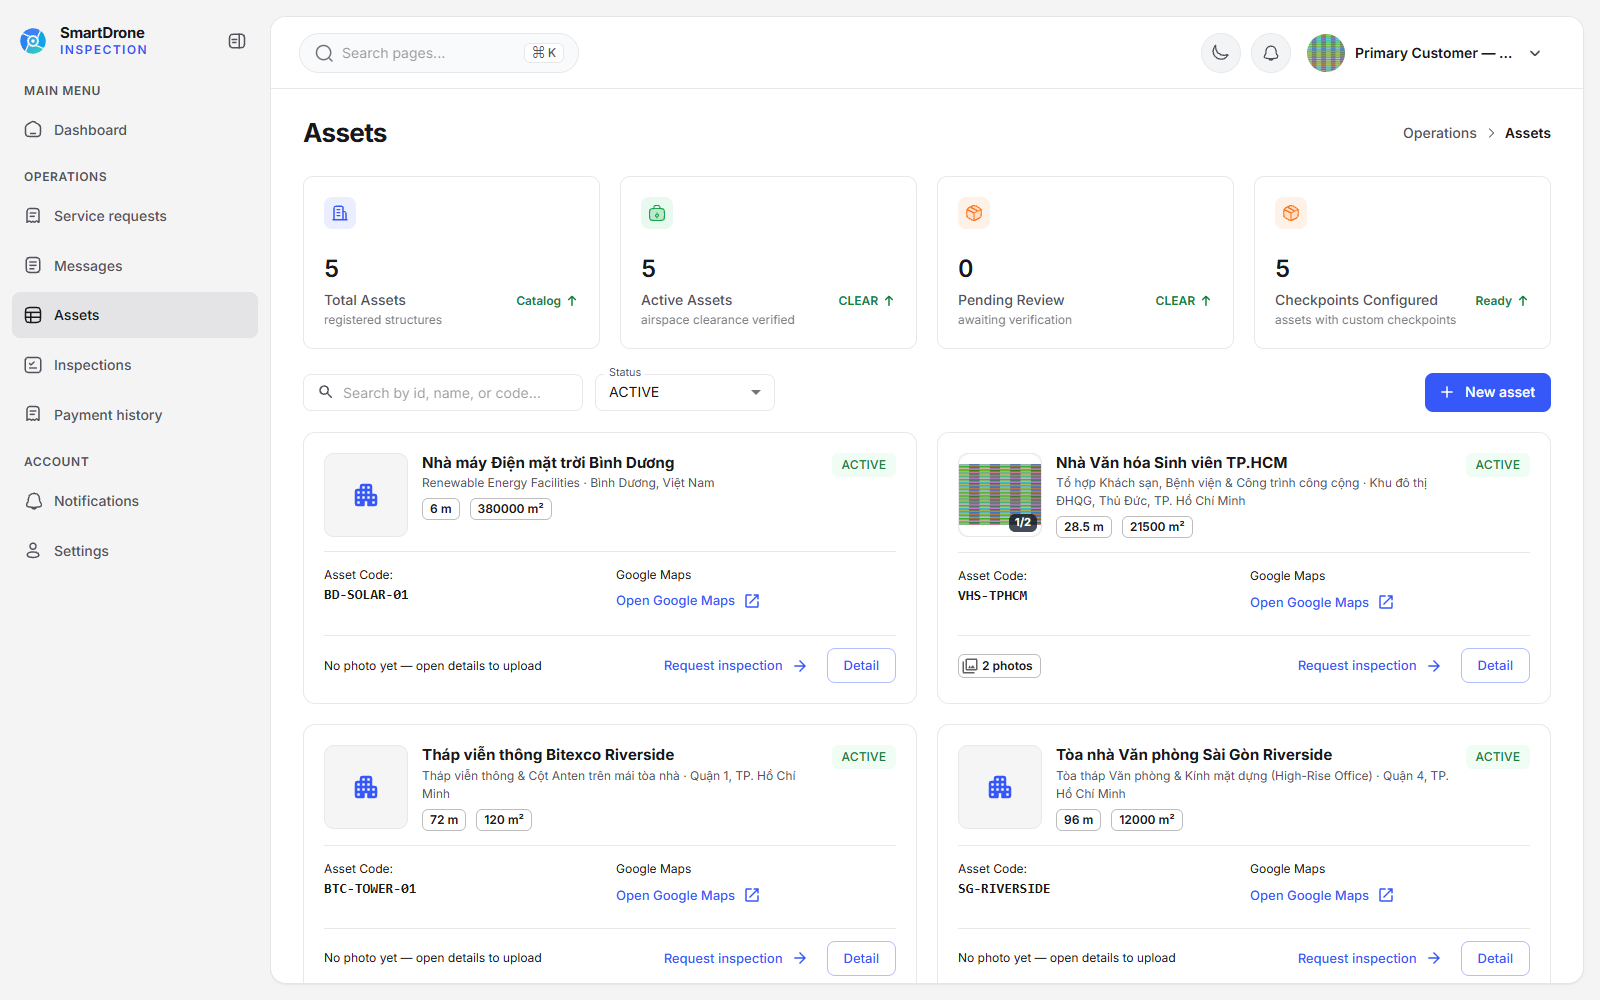 SmartDrone
INSPECTION
MAIN MENU
Dashboard
OPERATIONS
Service requests
Messages
Assets
Inspections
Payment history
ACCOUNT
Notifications
Settings
Search pages...
⌘ K
Primary Customer — ...
Assets
Operations > Assets
5
Total Assets
Catalog ↑
registered structures
5
Active Assets
CLEAR ↑
airspace clearance verified
0
Pending Review
CLEAR ↑
awaiting verification
5
Checkpoints Configured
Ready ↑
assets with custom checkpoints
Search by id, name, or code...
Status
ACTIVE
+ New asset
Nhà máy Điện mặt trời Bình Dương
ACTIVE
Renewable Energy Facilities · Bình Dương, Việt Nam
6 m
380000 m²
Asset Code:
BD-SOLAR-01
Google Maps
Open Google Maps
No photo yet — open details to upload
Request inspection →
Detail
1/2
Nhà Văn hóa Sinh viên TP.HCM
ACTIVE
Tổ hợp Khách sạn, Bệnh viện & Công trình công cộng · Khu đô thị
ĐHQG, Thủ Đức, TP. Hồ Chí Minh
28.5 m
21500 m²
Asset Code:
VHS-TPHCM
Google Maps
Open Google Maps
2 photos
Request inspection →
Detail
Tháp viễn thông Bitexco Riverside
ACTIVE
Tháp viễn thông & Cột Anten trên mái tòa nhà · Quận 1, TP. Hồ Chí
Minh
72 m
120 m²
Asset Code:
BTC-TOWER-01
Google Maps
Open Google Maps
No photo yet — open details to upload
Request inspection →
Detail
Tòa nhà Văn phòng Sài Gòn Riverside
ACTIVE
Tòa tháp Văn phòng & Kính mặt dựng (High-Rise Office) · Quận 4, TP.
Hồ Chí Minh
96 m
12000 m²
Asset Code:
SG-RIVERSIDE
Google Maps
Open Google Maps
No photo yet — open details to upload
Request inspection →
Detail